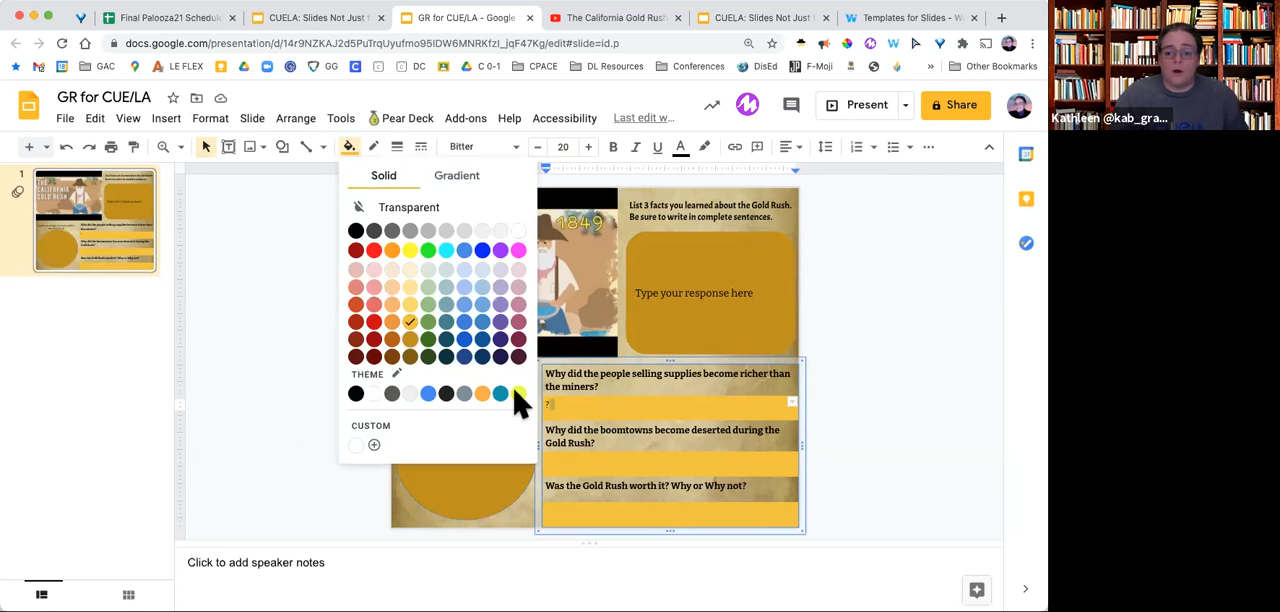 Final Palooza21 Schedul
CUELA: Slides Not Just f
GR for CUE/LA - Google
The California Gold Rush
CUELA: Slides Not Just f
Templates for Slides - Wa
docs.google.com/presentation/d/14r9NZKAJ2d5PuTrqUyufmo95IDW6MNRKfzI_jqF47Kg/edit#slide=id.p
GAC
LE FLEX
C 0-1
GG
DC
CPACE
DL Resources
Conferences
DisEd
F-Moji
Other Bookmarks
GR for CUE/LA
File Edit View Insert Format Slide Arrange Tools Pear Deck Add-ons Help Accessibility Last edit w...
Present
Share
Kathleen @kab_gra...
Bitter
20
B I U A
1
Solid
Gradient
Transparent
THEME
CUSTOM
1849
List 3 facts you learned about the Gold Rush.
Be sure to write in complete sentences.
Type your response here
Why did the people selling supplies become richer than
the miners?
?
Why did the boomtowns become deserted during the
Gold Rush?
Was the Gold Rush worth it? Why or Why not?
Click to add speaker notes